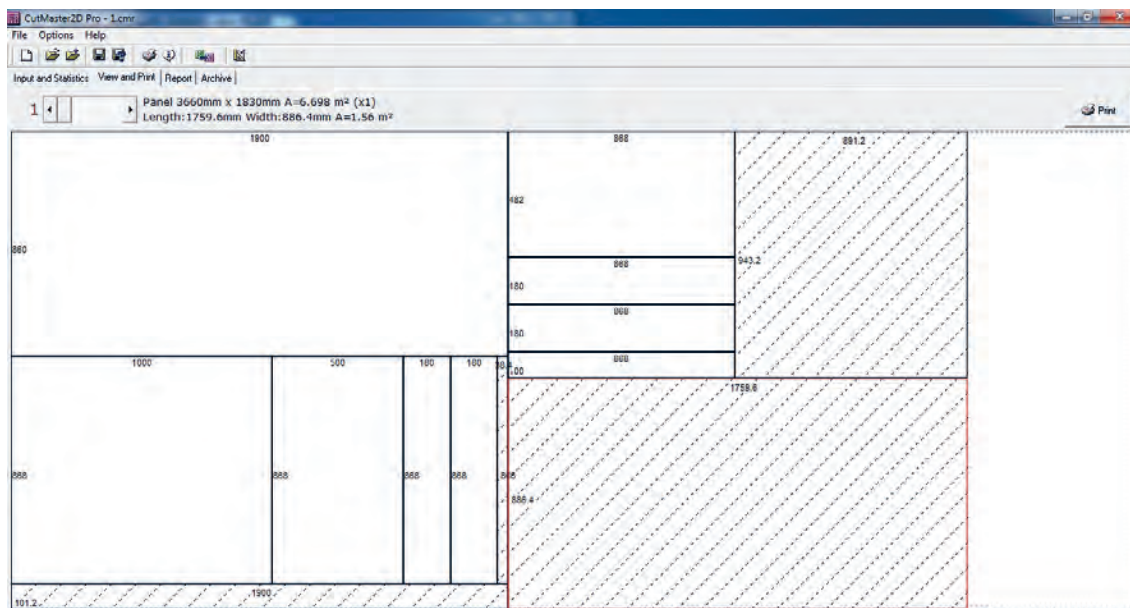 CutMaster2D Pro - 1.cmr
File Options Help
Input and Statistics View and Print Report Archive
1 Panel 3660mm x 1830mm A=6.698 m² (x1)
Length:1759.6mm Width:886.4mm A=1.56 m²
Print
1900 868 891.2
482
860
868 943.2
180
868
180
1000 500 180 180 868
100
1759.6
868 868 868 868
886.4
1900
101.2